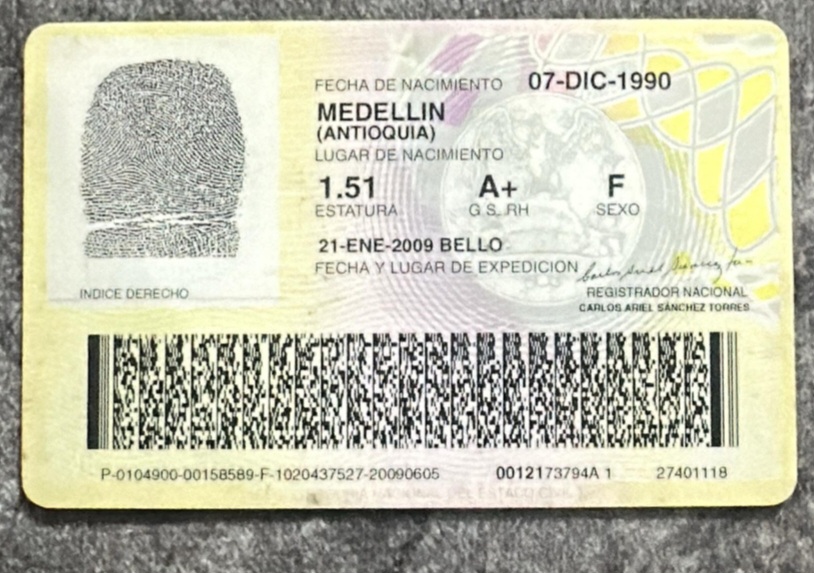 FECHA DE NACIMIENTO 07-DIC-1990
MEDELLIN
(ANTIOQUIA)
LUGAR DE NACIMIENTO
1.51 A+ F
ESTATURA G.S. RH SEXO
21-ENE-2009 BELLO
FECHA Y LUGAR DE EXPEDICION
INDICE DERECHO
REGISTRADOR NACIONAL
CARLOS ARIEL SÁNCHEZ TORRES
P-0104900-00158589-F-1020437527-20090605 0012173794A 1 27401118